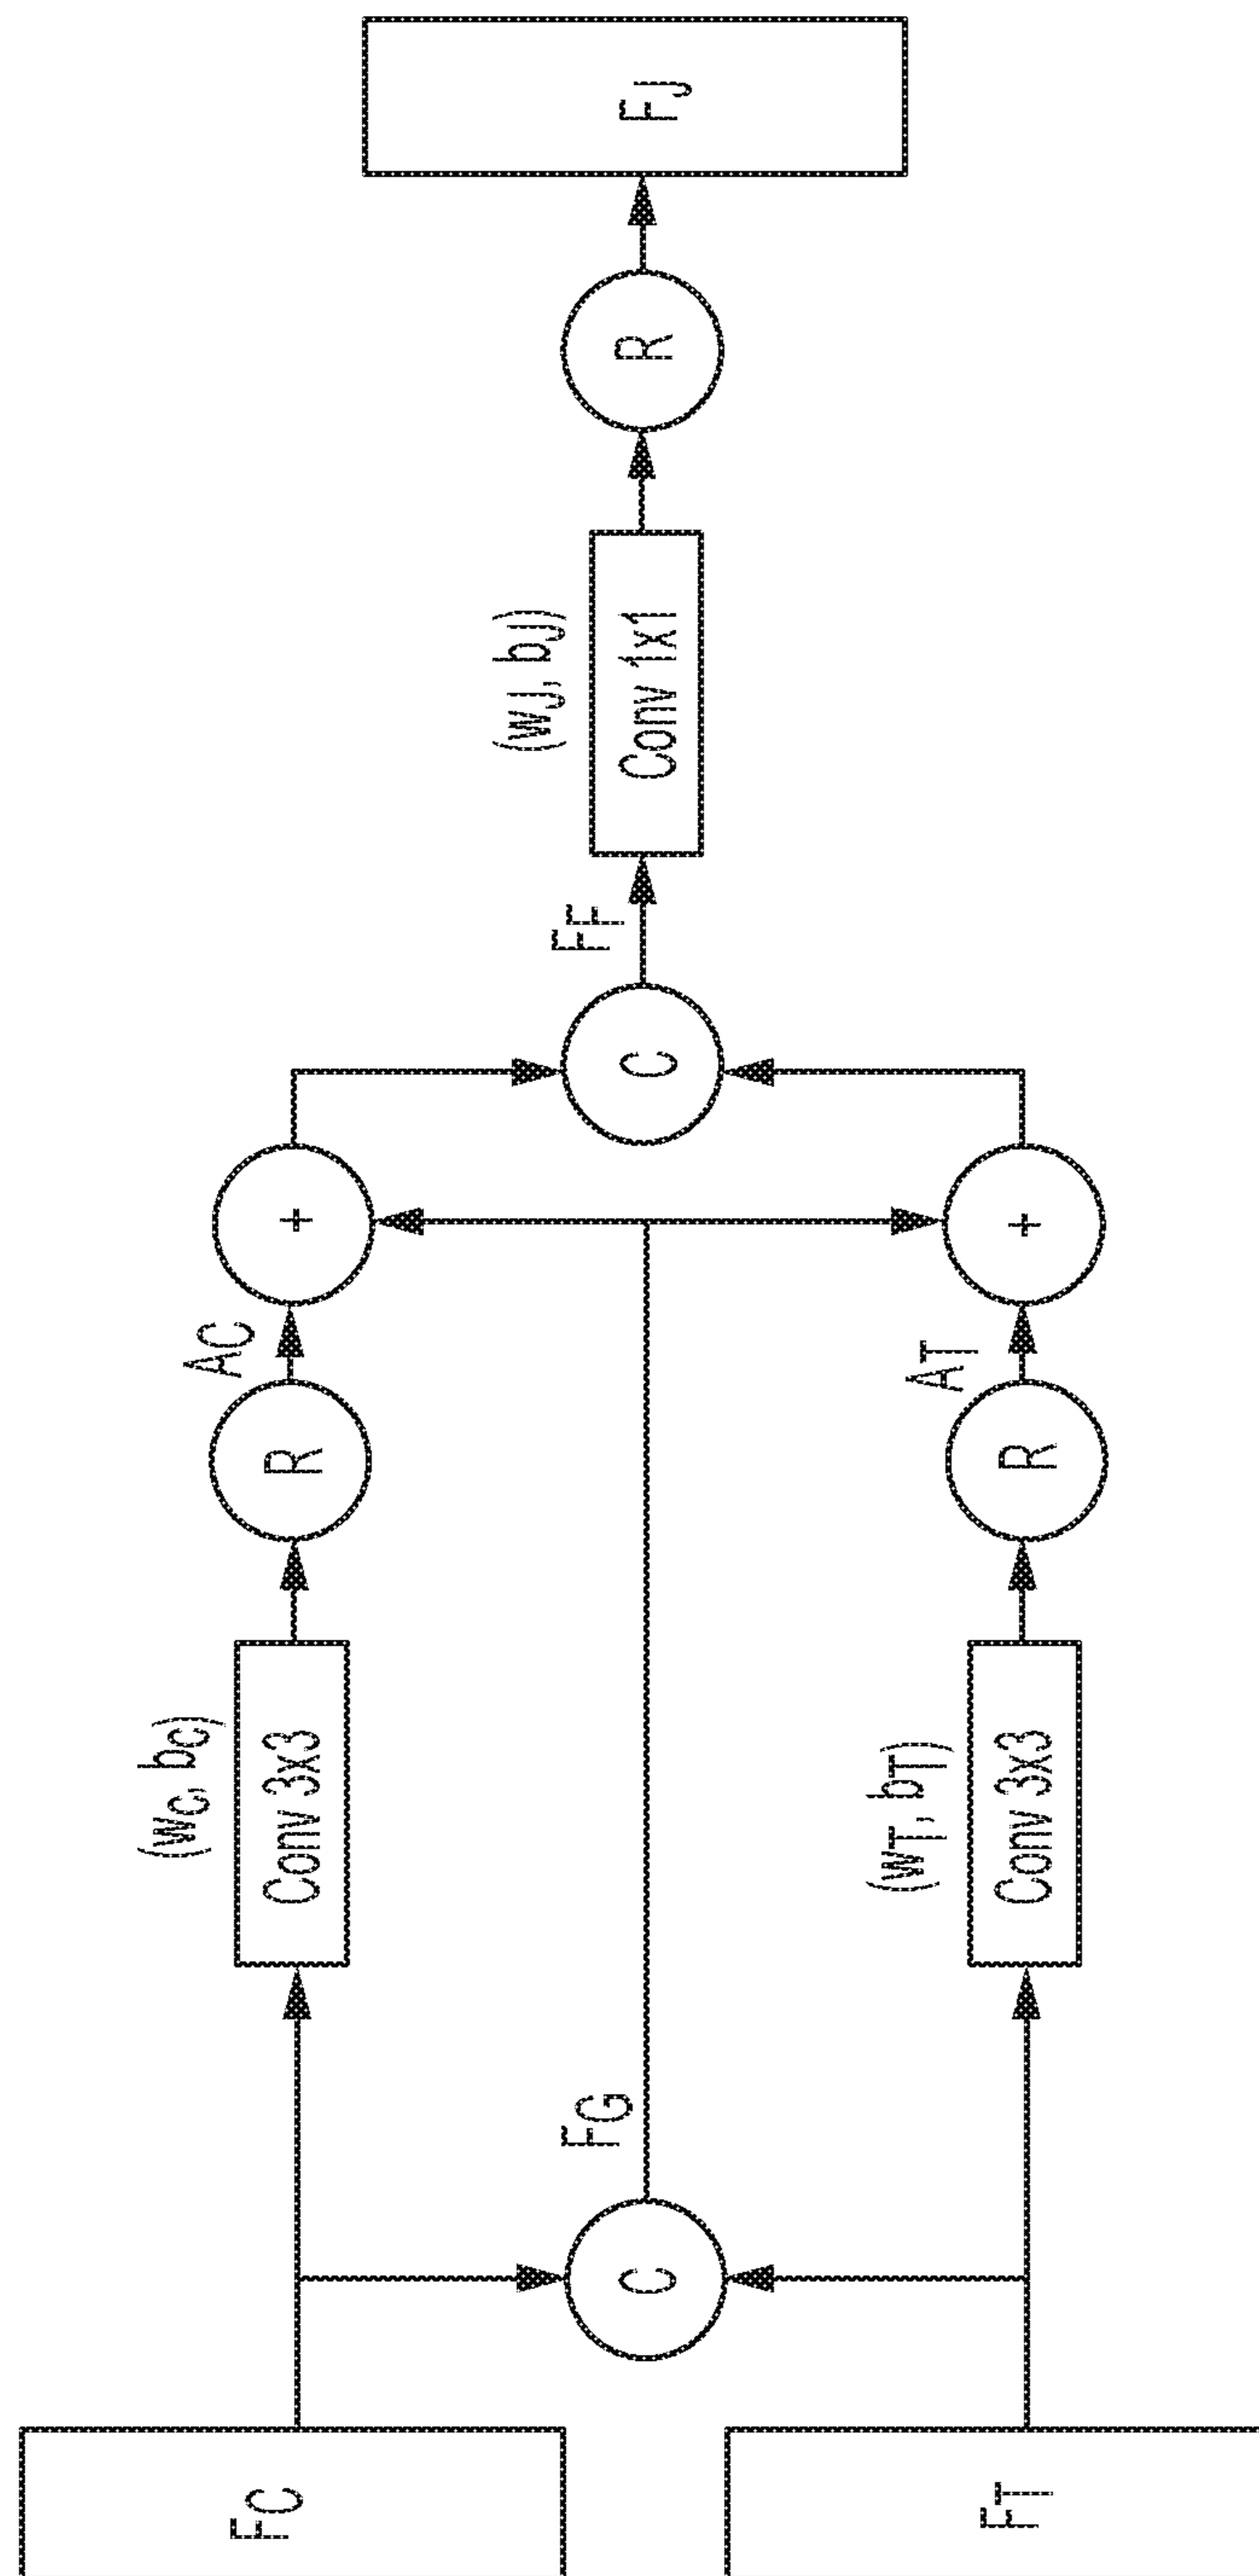 FC
(wC, bC)
Conv 3x3
R
AC
+
C
FG
C
FF
(wJ, bJ)
Conv 1x1
R
FJ
FT
(wT, bT)
Conv 3x3
R
AT
+